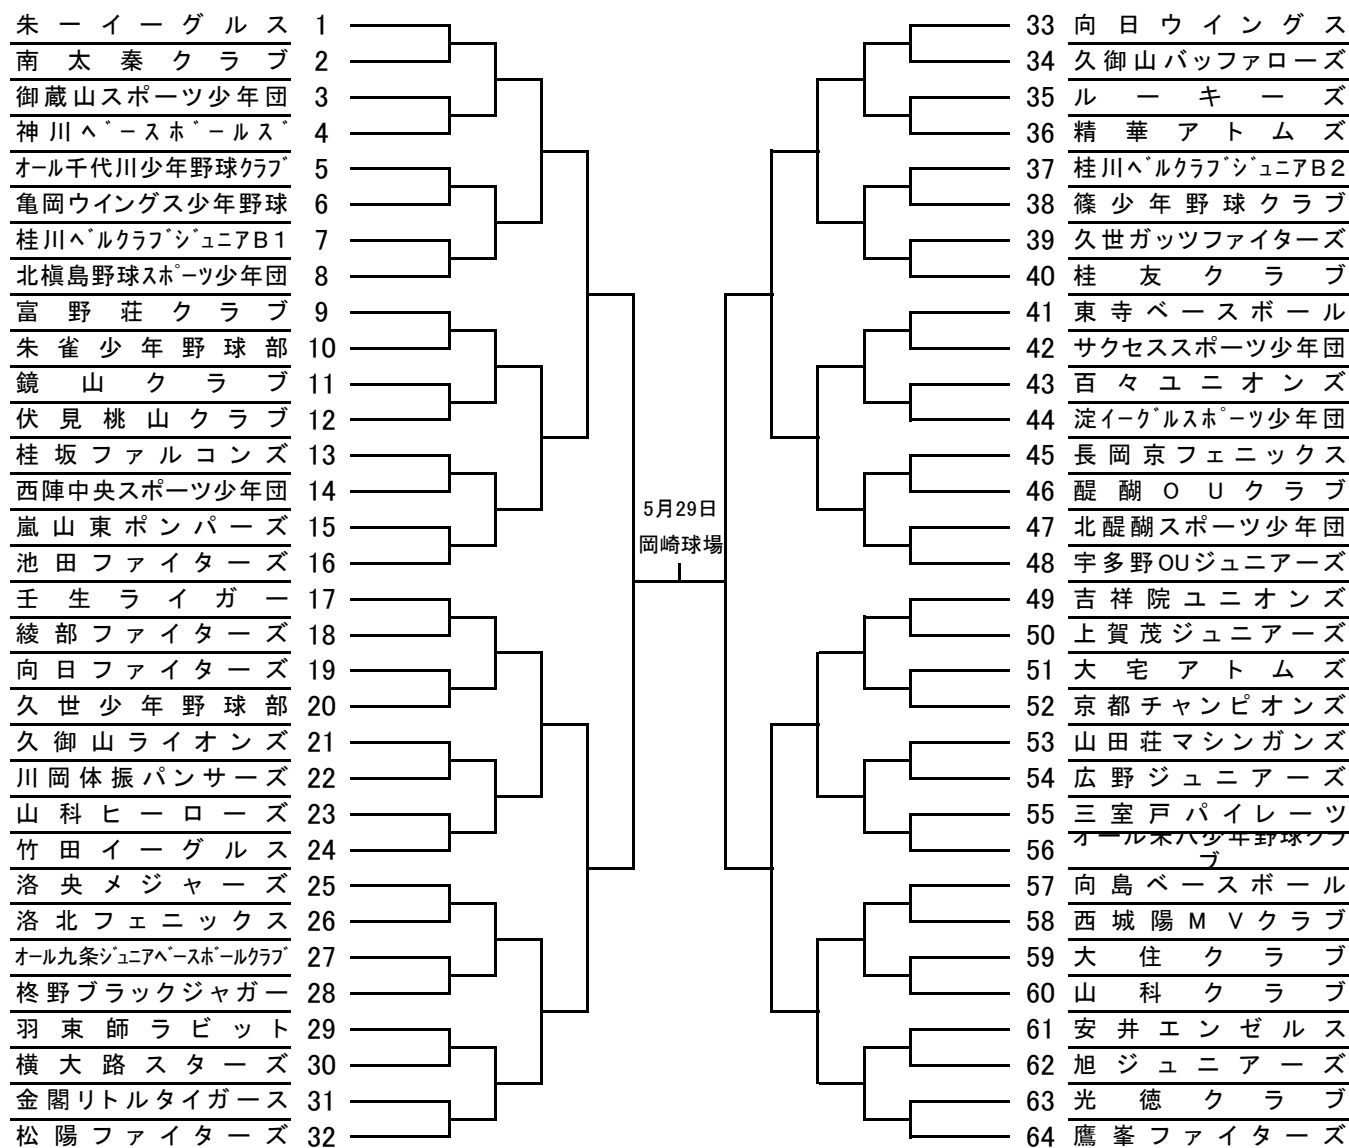 朱一イーグルス 1
南太秦クラブ 2
御蔵山スポーツ少年団 3
神川ﾍﾞｰｽﾎﾞｰﾙｽﾞ 4
ｵｰﾙ千代川少年野球ｸﾗﾌﾞ 5
亀岡ウイングス少年野球 6
桂川ﾍﾞﾙｸﾗﾌﾞｼﾞｭﾆｱB1 7
北槇島野球ｽﾎﾟｰﾂ少年団 8
富野荘クラブ 9
朱雀少年野球部 10
鏡山クラブ 11
伏見桃山クラブ 12
桂坂ファルコンズ 13
西陣中央スポーツ少年団 14
嵐山東ポンパーズ 15
池田ファイターズ 16
壬生ライガー 17
綾部ファイターズ 18
向日ファイターズ 19
久世少年野球部 20
久御山ライオンズ 21
川岡体振パンサーズ 22
山科ヒーローズ 23
竹田イーグルス 24
洛央メジャーズ 25
洛北フェニックス 26
ｵｰﾙ九条ｼﾞｭﾆｱﾍﾞｰｽﾎﾞｰﾙｸﾗﾌﾞ 27
柊野ブラックジャガー 28
羽束師ラビット 29
横大路スターズ 30
金閣リトルタイガース 31
松陽ファイターズ 32
5月29日
岡崎球場
33 向日ウイングス
34 久御山バッファローズ
35 ルーキーズ
36 精華アトムズ
37 桂川ﾍﾞﾙｸﾗﾌﾞｼﾞｭﾆｱB2
38 篠少年野球クラブ
39 久世ガッツファイターズ
40 桂友クラブ
41 東寺ベースボール
42 サクセススポーツ少年団
43 百々ユニオンズ
44 淀ｲｰｸﾞﾙｽﾎﾟｰﾂ少年団
45 長岡京フェニックス
46 醍醐OUクラブ
47 北醍醐スポーツ少年団
48 宇多野OUジュニアーズ
49 吉祥院ユニオンズ
50 上賀茂ジュニアーズ
51 大宅アトムズ
52 京都チャンピオンズ
53 山田荘マシンガンズ
54 広野ジュニアーズ
55 三室戸パイレーツ
56 オール朱八少年野球クラ
ブ
57 向島ベースボール
58 西城陽MVクラブ
59 大住クラブ
60 山科クラブ
61 安井エンゼルス
62 旭ジュニアーズ
63 光徳クラブ
64 鷹峯ファイターズ